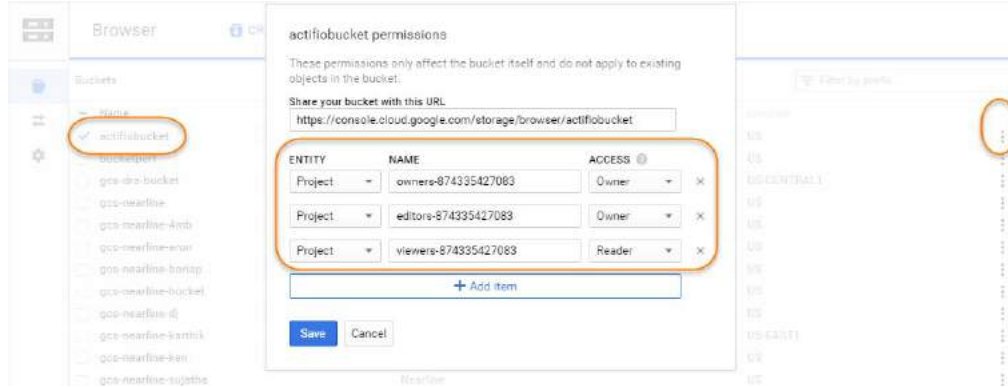 Browser
actifiobucket permissions
These permissions only affect the bucket itself and do not apply to existing
objects in the bucket.
Buckets
Filter by prefix
Share your bucket with this URL
Name
https://console.cloud.google.com/storage/browser/actifiobucket
actifiobucket
US
bucketperf
US
ENTITY NAME ACCESS
gcs-dra-bucket
Project owners-874335427083 Owner
US-CENTRAL1
gcs-nearline
US
gcs-nearline-Amb
Project editors-874335427083 Owner
US
gcs-nearline-arun
US
Project viewers-874335427083 Reader
US
gcs-nearline-bucket
+ Add item
US
gcs-nearline-dj
US
gcs-nearline-karthik
Save Cancel
US-EAST1
gcs-nearline-ken
US
gcs-nearline-sujatha
Nearline
US